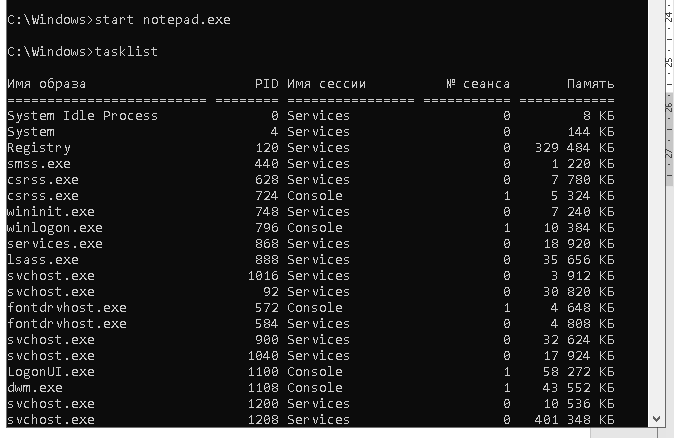 C:\Windows>start notepad.exe
C:\Windows>tasklist
Имя образа PID Имя сессии № сеанса Память
========================= ======== ================ =========== ============
System Idle Process 0 Services 0 8 КБ
System 4 Services 0 144 КБ
Registry 120 Services 0 329 484 КБ
smss.exe 440 Services 0 1 220 КБ
csrss.exe 628 Services 0 7 780 КБ
csrss.exe 724 Console 1 5 324 КБ
wininit.exe 748 Services 0 7 240 КБ
winlogon.exe 796 Console 1 10 384 КБ
services.exe 868 Services 0 18 920 КБ
lsass.exe 888 Services 0 35 656 КБ
svchost.exe 1016 Services 0 3 912 КБ
svchost.exe 92 Services 0 30 820 КБ
fontdrvhost.exe 572 Console 1 4 648 КБ
fontdrvhost.exe 584 Services 0 4 808 КБ
svchost.exe 900 Services 0 32 624 КБ
svchost.exe 1040 Services 0 17 924 КБ
LogonUI.exe 1100 Console 1 58 272 КБ
dwm.exe 1108 Console 1 43 552 КБ
svchost.exe 1200 Services 0 10 536 КБ
svchost.exe 1208 Services 0 401 348 КБ
24
25
26
27